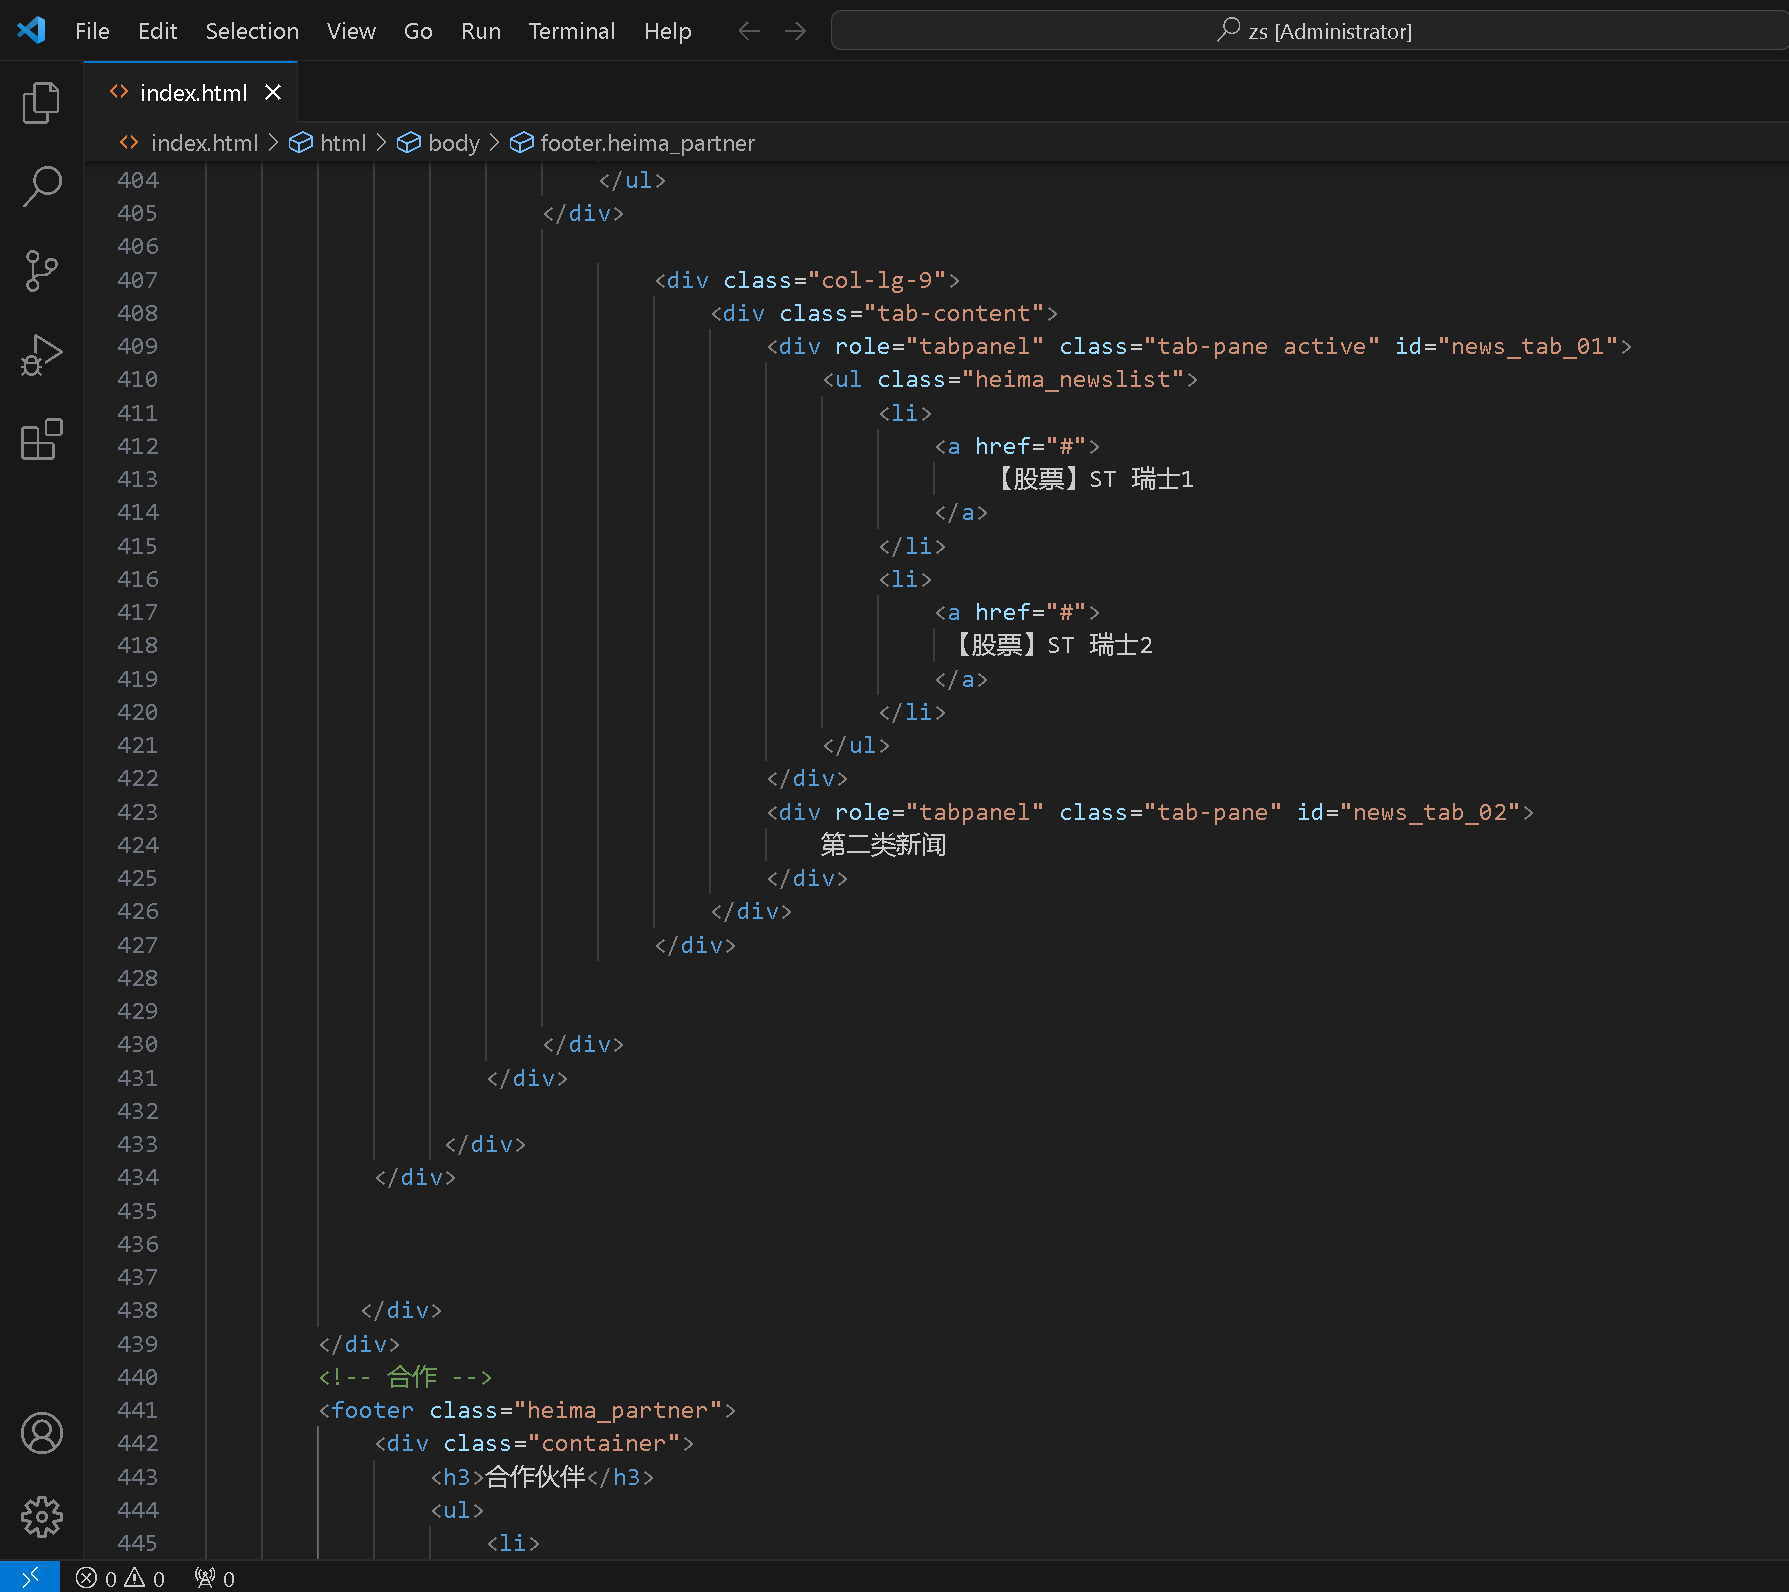 File Edit Selection View Go Run Terminal Help zs [Administrator]
index.html
index.html > html > body > footer.heima_partner
404 </ul>
405 </div>
406
407 <div class="col-lg-9">
408 <div class="tab-content">
409 <div role="tabpanel" class="tab-pane active" id="news_tab_01">
410 <ul class="heima_newslist">
411 <li>
412 <a href="#">
413 【股票】ST 瑞士1
414 </a>
415 </li>
416 <li>
417 <a href="#">
418 【股票】ST 瑞士2
419 </a>
420 </li>
421 </ul>
422 </div>
423 <div role="tabpanel" class="tab-pane" id="news_tab_02">
424 第二类新闻
425 </div>
426 </div>
427 </div>
428
429
430 </div>
431 </div>
432
433 </div>
434 </div>
435
436
437
438 </div>
439 </div>
440 <!-- 合作 -->
441 <footer class="heima_partner">
442 <div class="container">
443 <h3>合作伙伴</h3>
444 <ul>
445 <li>
0 0 0